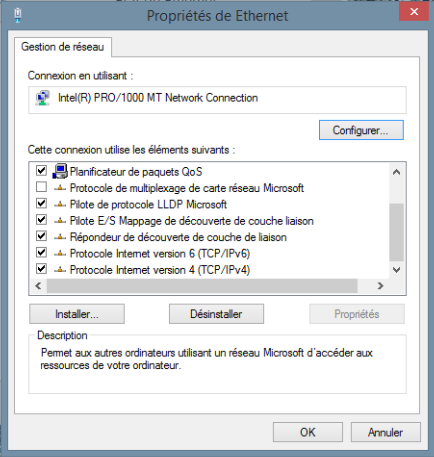 Propriétés de Ethernet
Gestion de réseau
Connexion en utilisant :
Intel(R) PRO/1000 MT Network Connection
Configurer...
Cette connexion utilise les éléments suivants :
Planificateur de paquets QoS
Protocole de multiplexage de carte réseau Microsoft
Pilote de protocole LLDP Microsoft
Pilote E/S Mappage de découverte de couche liaison
Répondeur de découverte de couche de liaison
Protocole Internet version 6 (TCP/IPv6)
Protocole Internet version 4 (TCP/IPv4)
Installer... Désinstaller Propriétés
Description
Permet aux autres ordinateurs utilisant un réseau Microsoft d'accéder aux
ressources de votre ordinateur.
OK Annuler